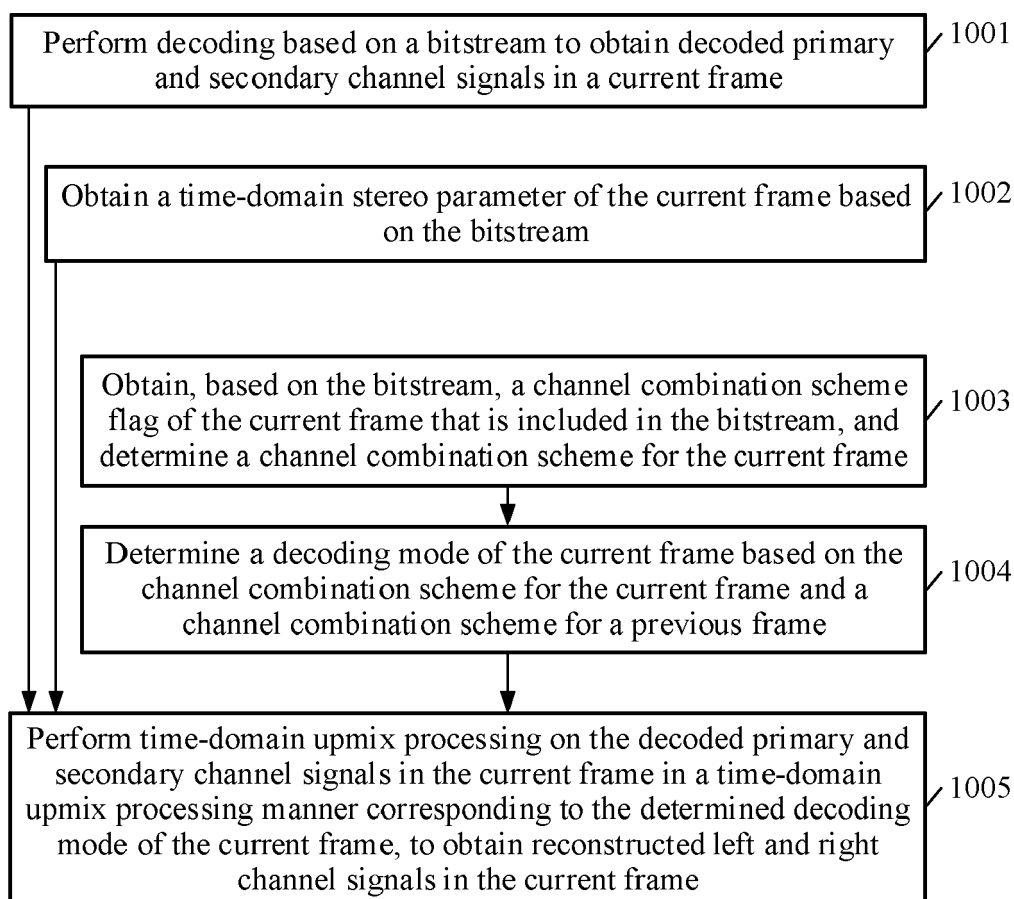 Perform decoding based on a bitstream to obtain decoded primary
and secondary channel signals in a current frame
1001
Obtain a time-domain stereo parameter of the current frame based
on the bitstream
1002
Obtain, based on the bitstream, a channel combination scheme
flag of the current frame that is included in the bitstream, and
determine a channel combination scheme for the current frame
1003
Determine a decoding mode of the current frame based on the
channel combination scheme for the current frame and a
channel combination scheme for a previous frame
1004
Perform time-domain upmix processing on the decoded primary and
secondary channel signals in the current frame in a time-domain
upmix processing manner corresponding to the determined decoding
mode of the current frame, to obtain reconstructed left and right
channel signals in the current frame
1005